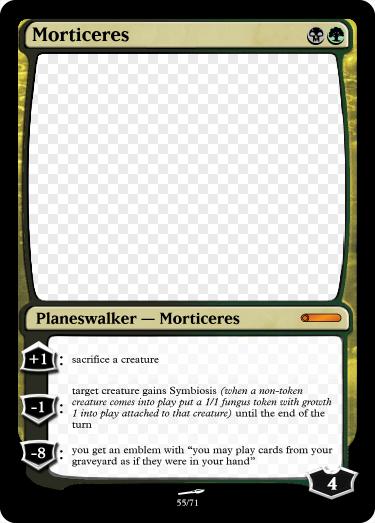 Morticeres
Planeswalker — Morticeres
+1: sacrifice a creature
-1: target creature gains Symbiosis (when a non-token
creature comes into play put a 1/1 fungus token with growth
1 into play attached to that creature) until the end of the
turn
-8: you get an emblem with “you may play cards from your
graveyard as if they were in your hand”
4
55/71